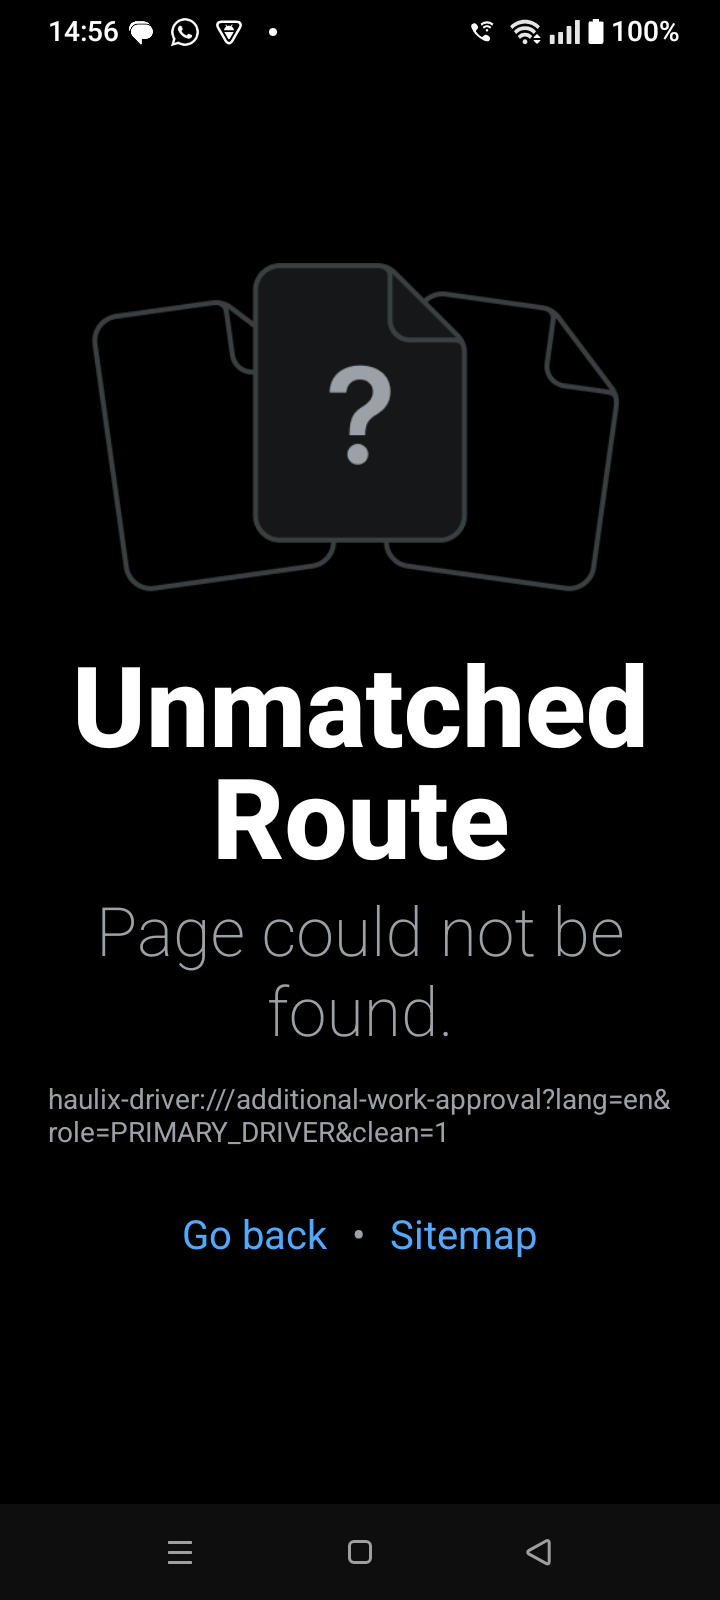 14:56
100%
?
Unmatched
Route
Page could not be
found.
haulix-driver:///additional-work-approval?lang=en&
role=PRIMARY_DRIVER&clean=1
Go back • Sitemap